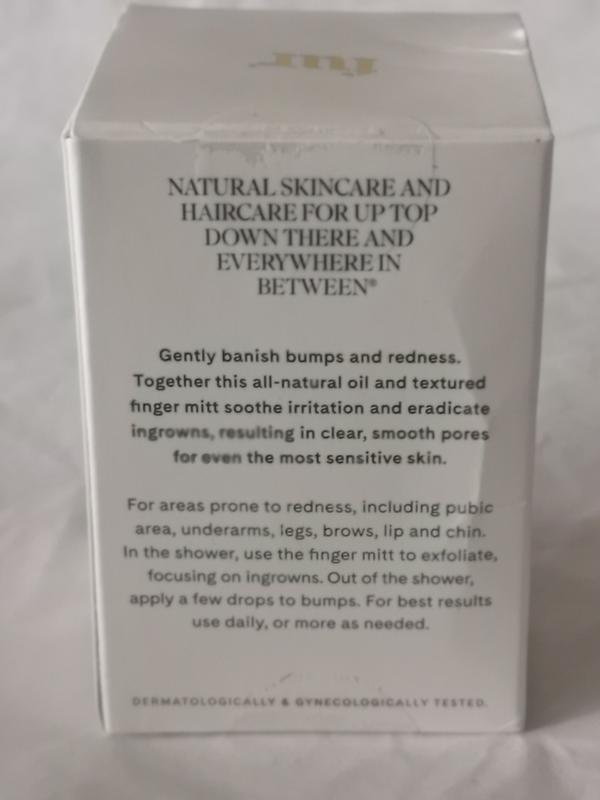 fur
NATURAL SKINCARE AND
HAIRCARE FOR UP TOP
DOWN THERE AND
EVERYWHERE IN
BETWEEN®
Gently banish bumps and redness.
Together this all-natural oil and textured
finger mitt soothe irritation and eradicate
ingrowns, resulting in clear, smooth pores
for even the most sensitive skin.
For areas prone to redness, including pubic
area, underarms, legs, brows, lip and chin.
In the shower, use the finger mitt to exfoliate,
focusing on ingrowns. Out of the shower,
apply a few drops to bumps. For best results
use daily, or more as needed.
DERMATOLOGICALLY & GYNECOLOGICALLY TESTED.